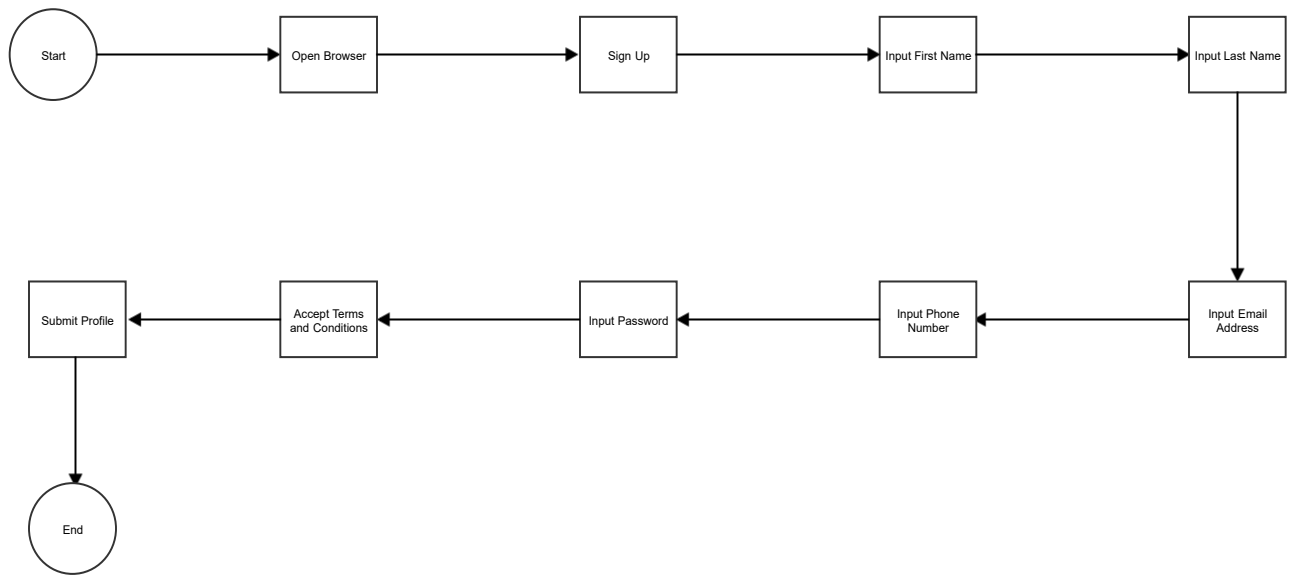 Start
Open Browser
Sign Up
Input First Name
Input Last Name
Input Email
Address
Input Phone
Number
Input Password
Accept Terms
and Conditions
Submit Profile
End